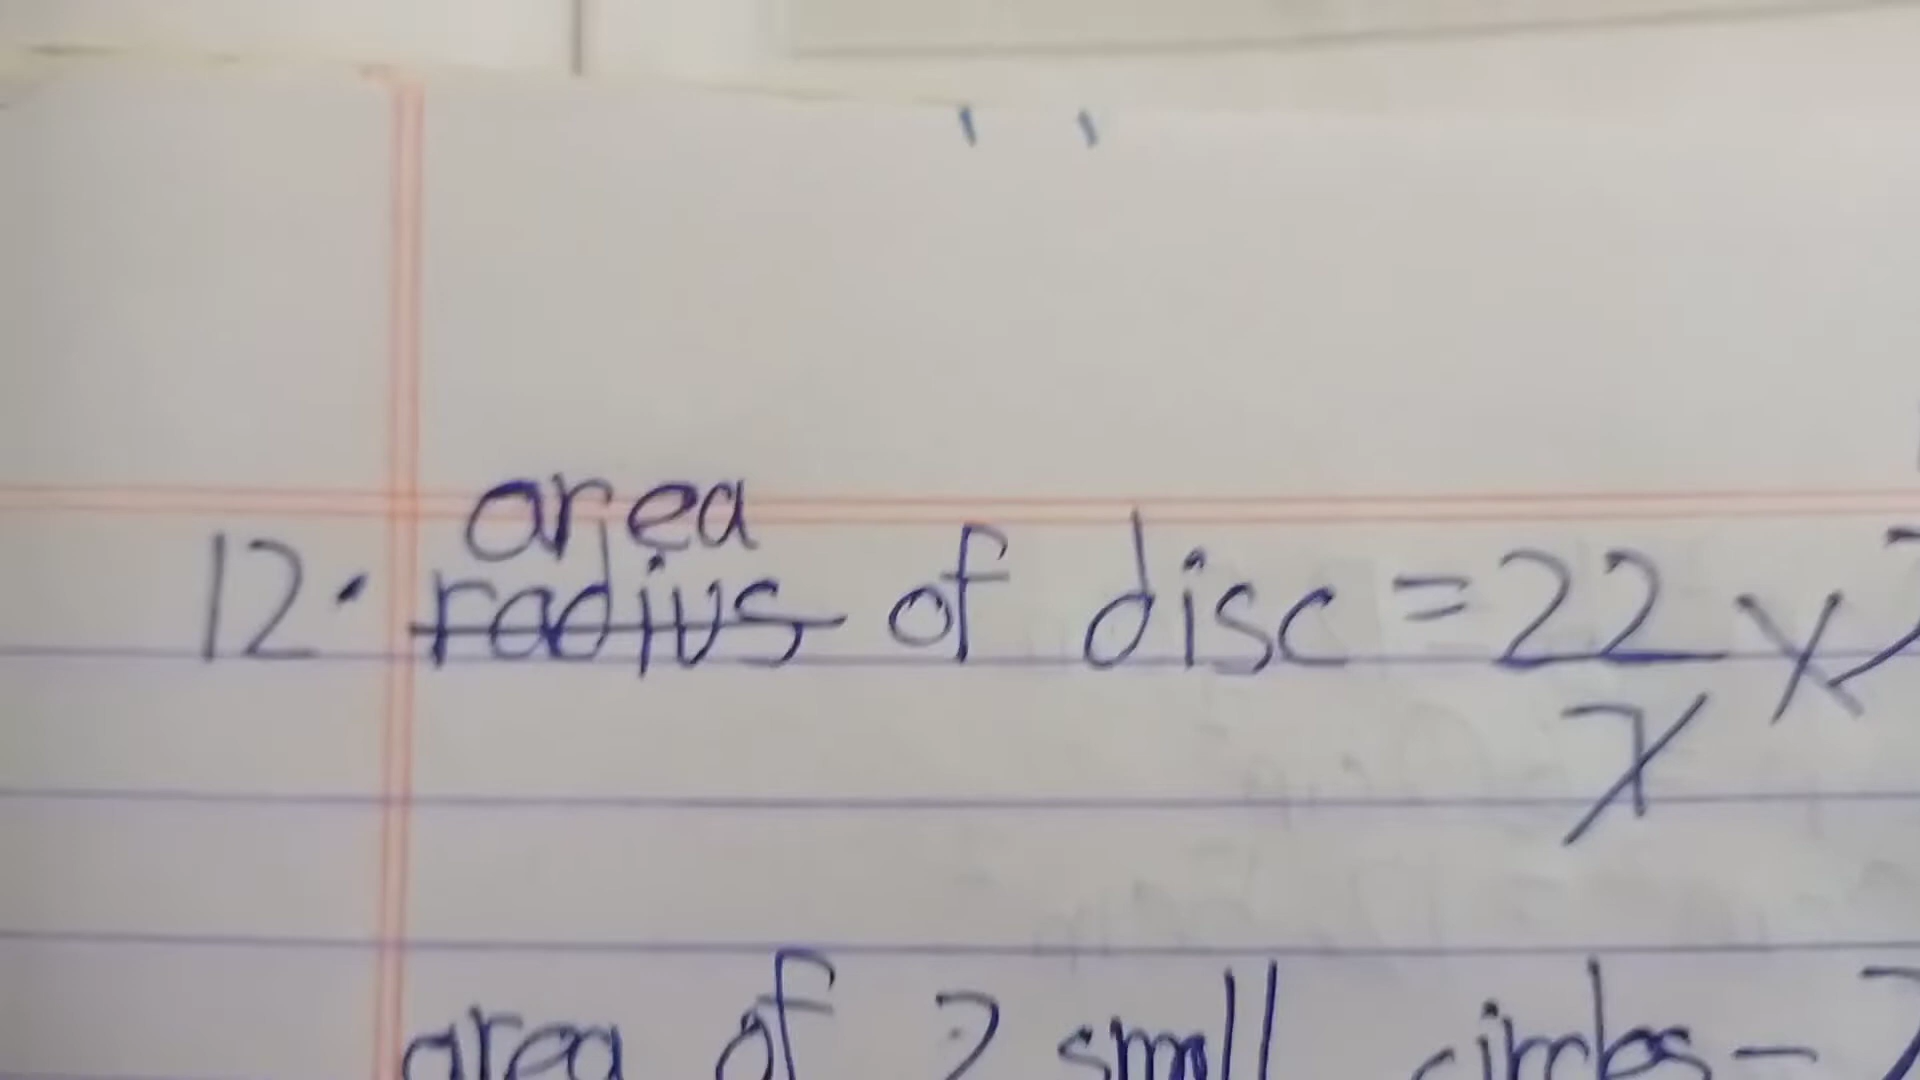 area
12. radius of disc = 22/7 x
area of 2 small circles =